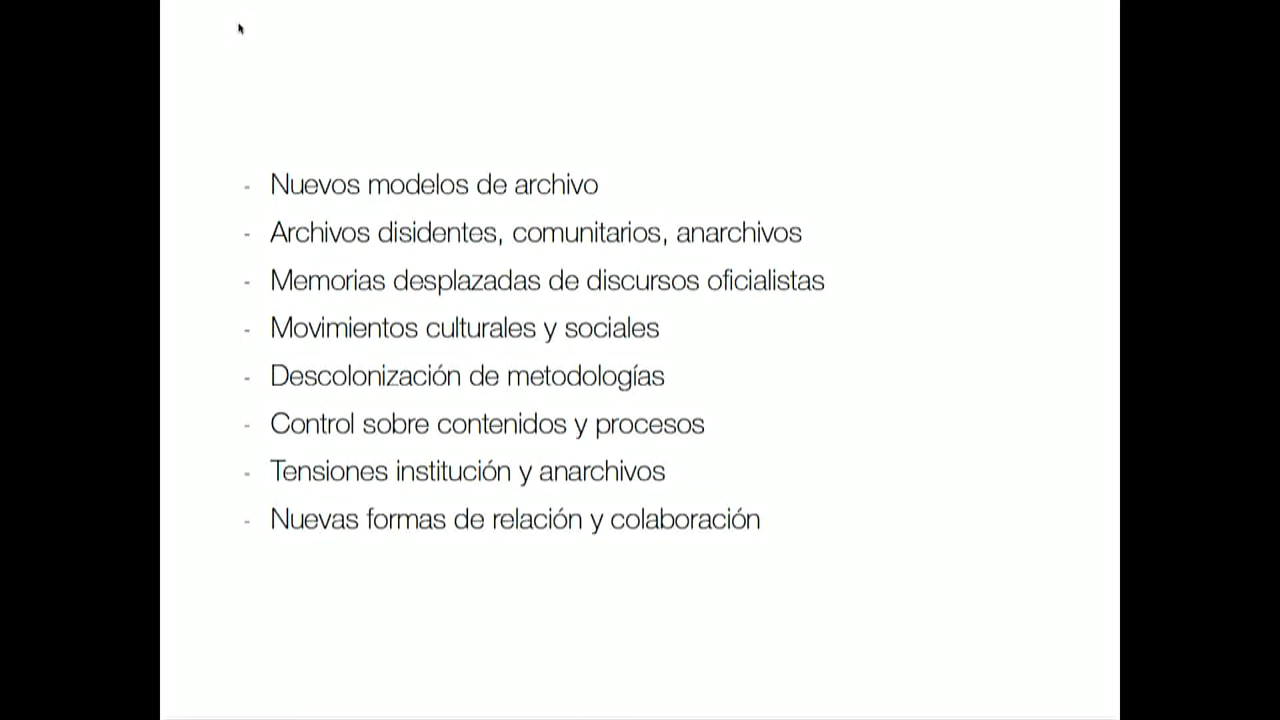 - Nuevos modelos de archivo
- Archivos disidentes, comunitarios, anarchivos
- Memorias desplazadas de discursos oficialistas
- Movimientos culturales y sociales
- Descolonización de metodologías
- Control sobre contenidos y procesos
- Tensiones institución y anarchivos
- Nuevas formas de relación y colaboración